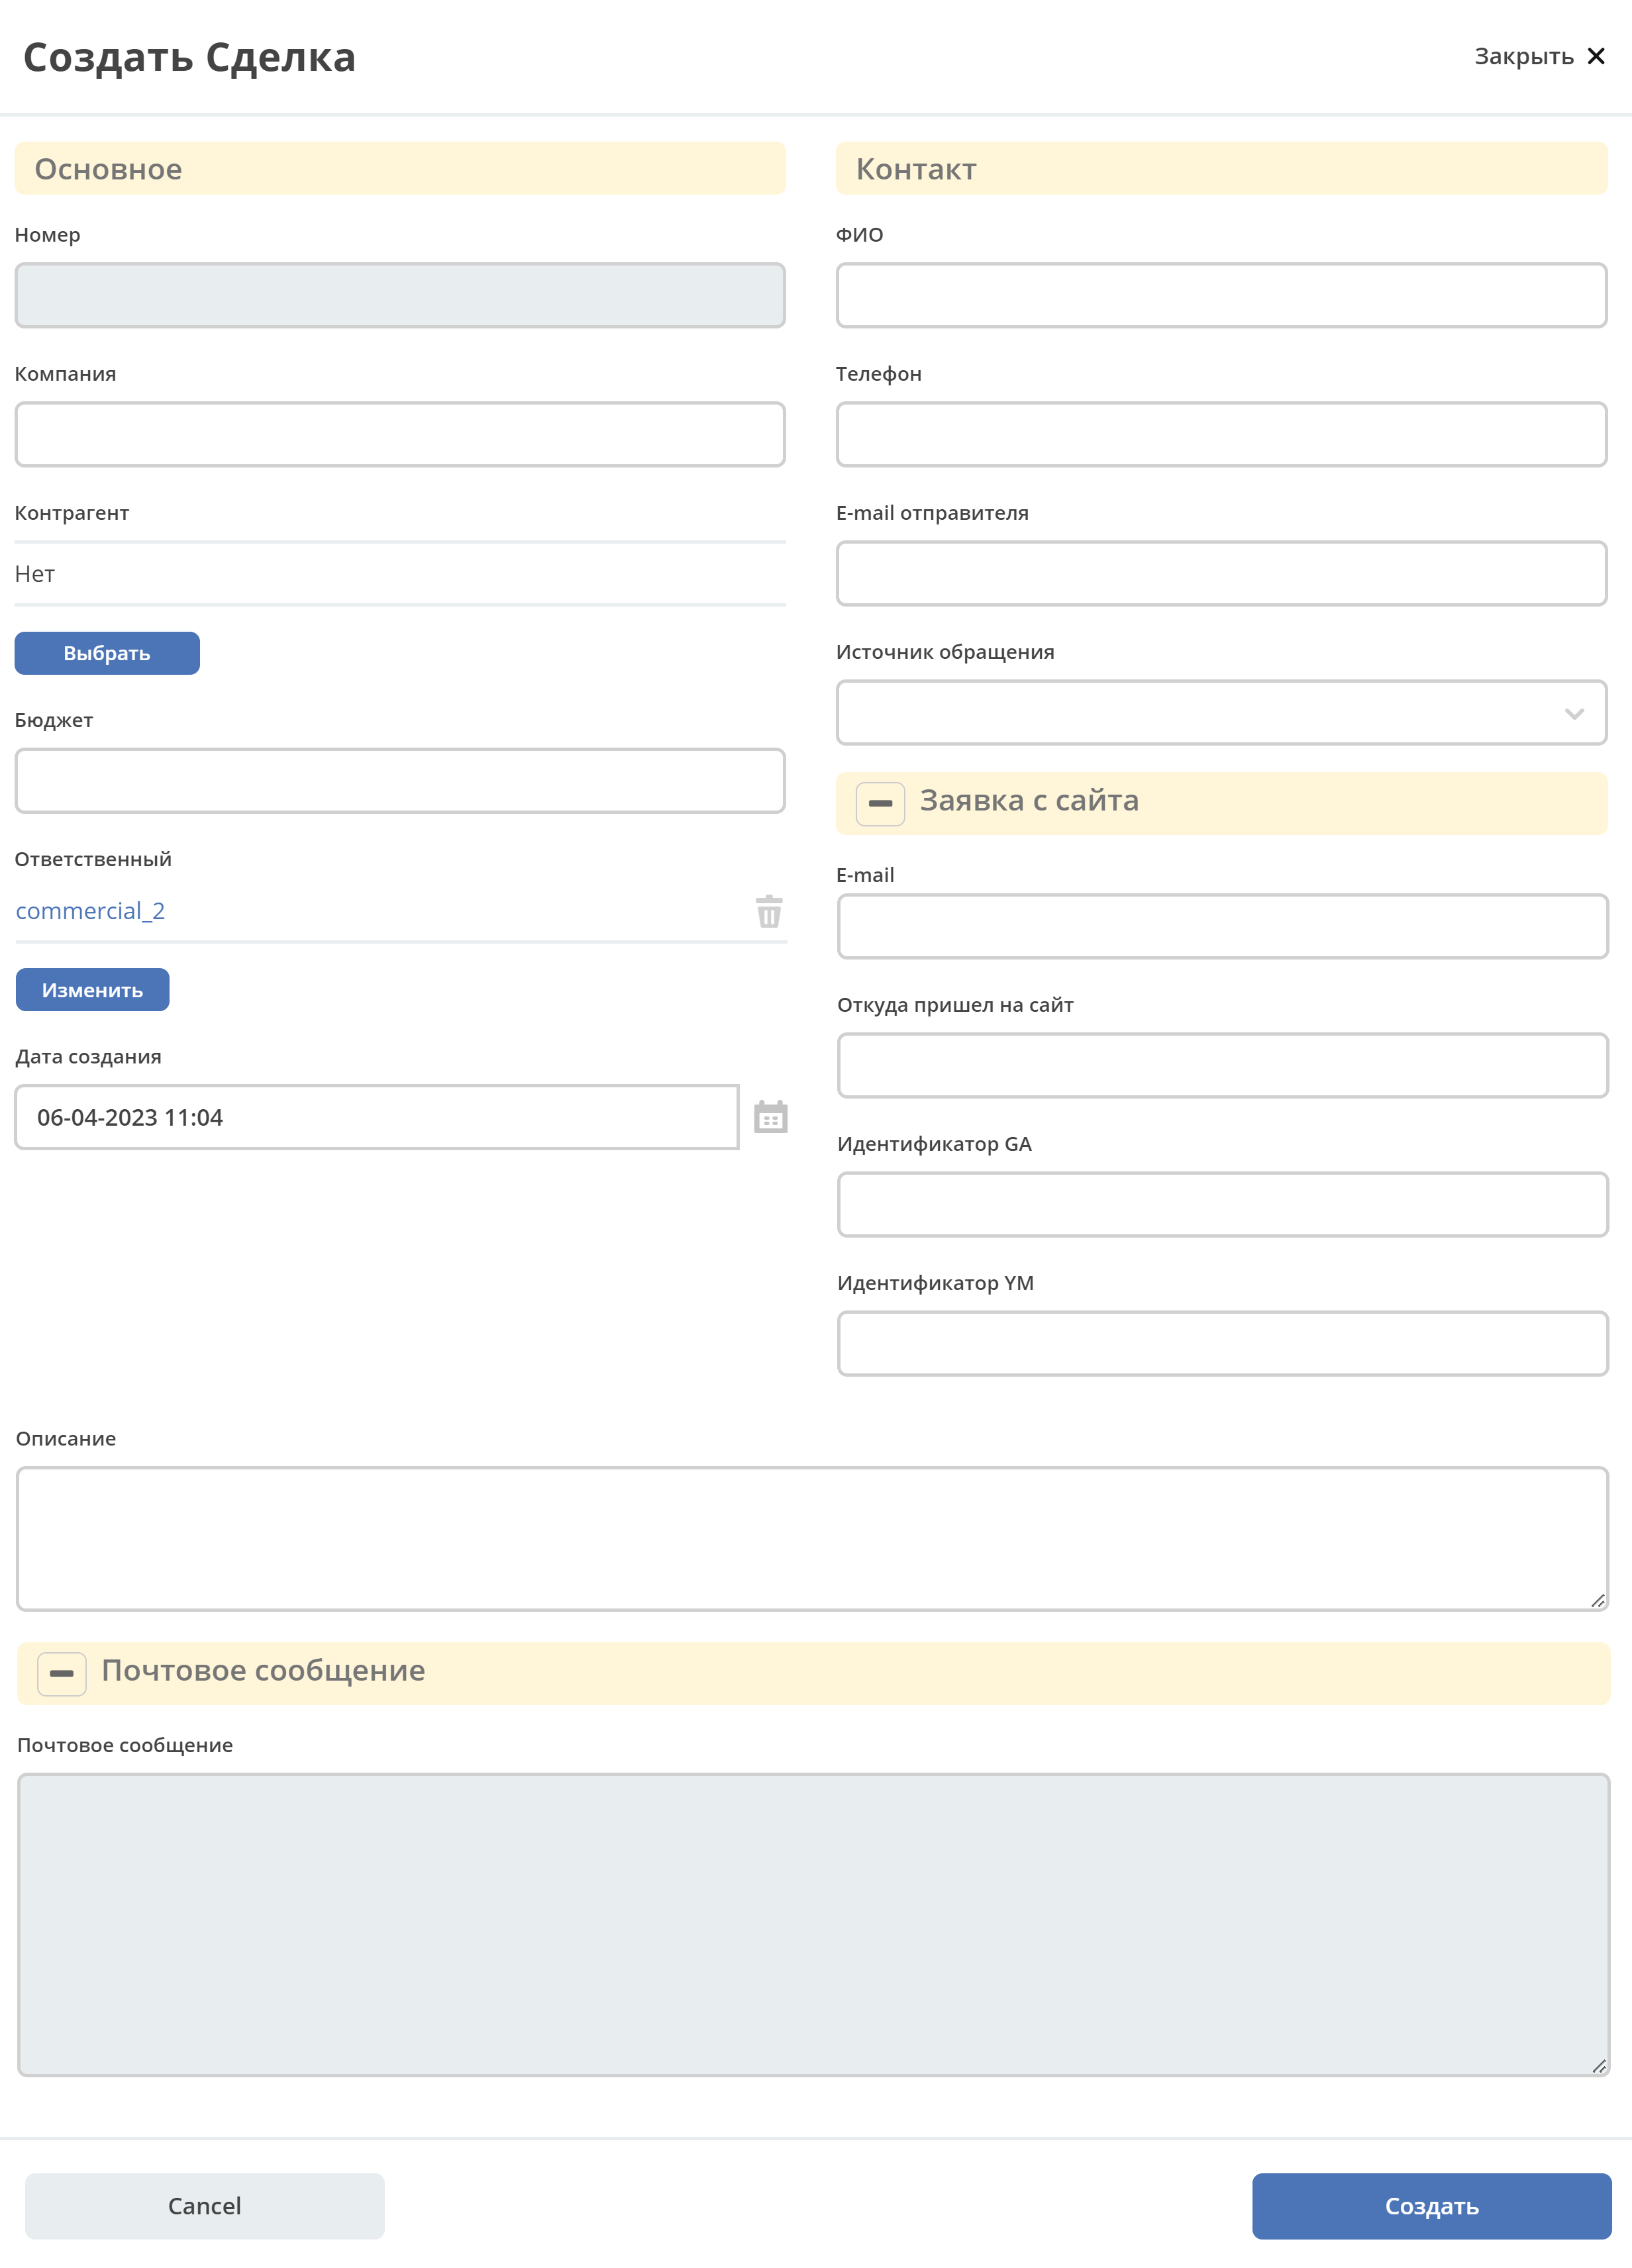 Создать Сделка
Закрыть
Основное
Номер
Компания
Контрагент
Нет
Выбрать
Бюджет
Ответственный
commercial_2
Изменить
Дата создания
06-04-2023 11:04
Контакт
ФИО
Телефон
E-mail отправителя
Источник обращения
Заявка с сайта
E-mail
Откуда пришел на сайт
Идентификатор GA
Идентификатор YM
Описание
Почтовое сообщение
Почтовое сообщение
Cancel
Создать